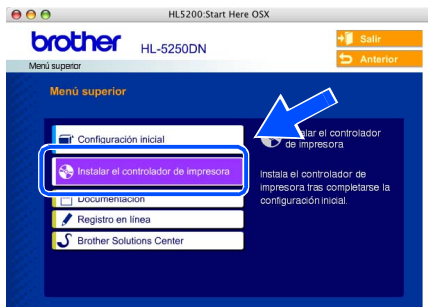 HL5200:Start Here OSX
brother
HL-5250DN
Salir
Anterior
Menú superior
Menú superior
Configuración inicial
Instalar el controlador de impresora
Documentación
Registro en línea
Brother Solutions Center
el controlador
de impresora
Instala el controlador de
impresora tras completarse la
configuración inicial.